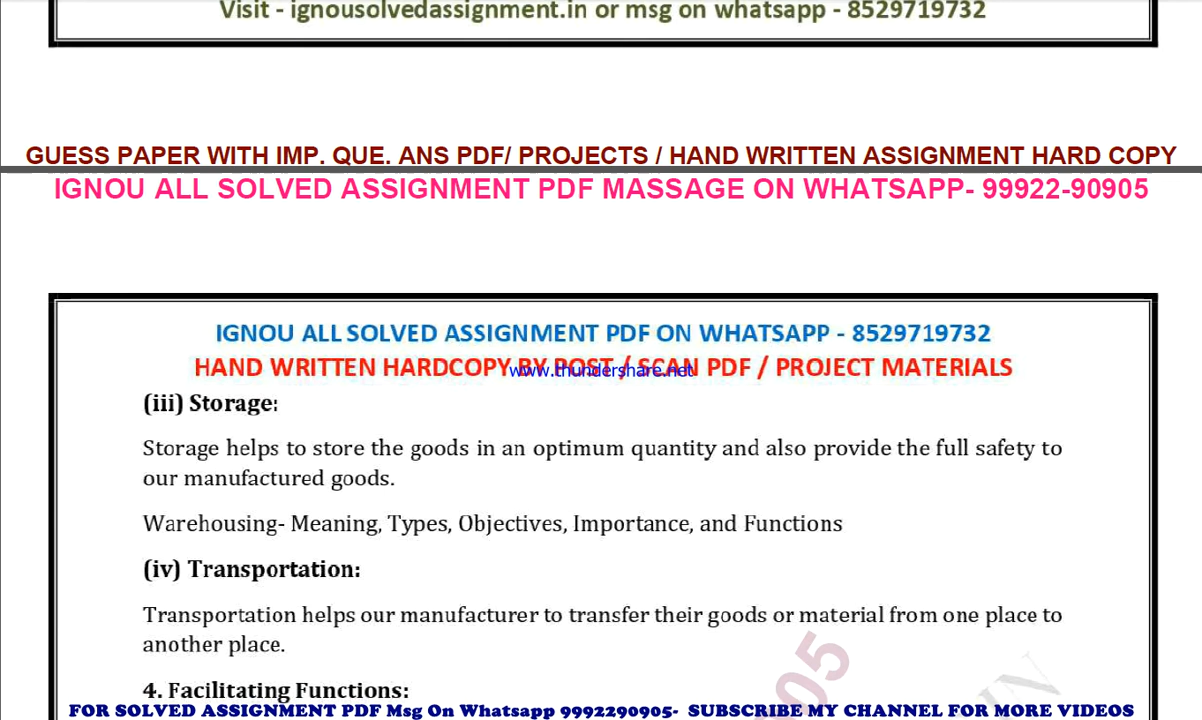 Visit - ignousolvedassignment.in or msg on whatsapp - 8529719732
GUESS PAPER WITH IMP. QUE. ANS PDF/ PROJECTS / HAND WRITTEN ASSIGNMENT HARD COPY
IGNOU ALL SOLVED ASSIGNMENT PDF MASSAGE ON WHATSAPP- 99922-90905
IGNOU ALL SOLVED ASSIGNMENT PDF ON WHATSAPP - 8529719732
HAND WRITTEN HARDCOPY BY POST / SCAN PDF / PROJECT MATERIALS
www.thundershare.net
(iii) Storage:
Storage helps to store the goods in an optimum quantity and also provide the full safety to
our manufactured goods.
Warehousing- Meaning, Types, Objectives, Importance, and Functions
(iv) Transportation:
Transportation helps our manufacturer to transfer their goods or material from one place to
another place.
4. Facilitating Functions:
FOR SOLVED ASSIGNMENT PDF Msg On Whatsapp 9992290905- SUBSCRIBE MY CHANNEL FOR MORE VIDEOS